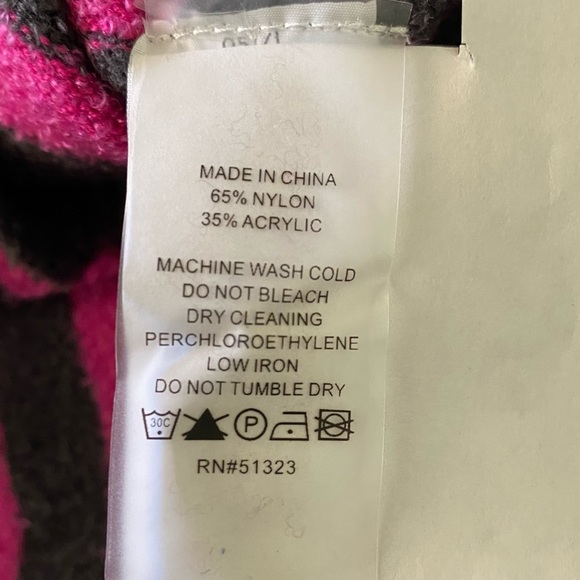 MADE IN CHINA
65% NYLON
35% ACRYLIC
MACHINE WASH COLD
DO NOT BLEACH
DRY CLEANING
PERCHLOROETHYLENE
LOW IRON
DO NOT TUMBLE DRY
30C P
RN#51323